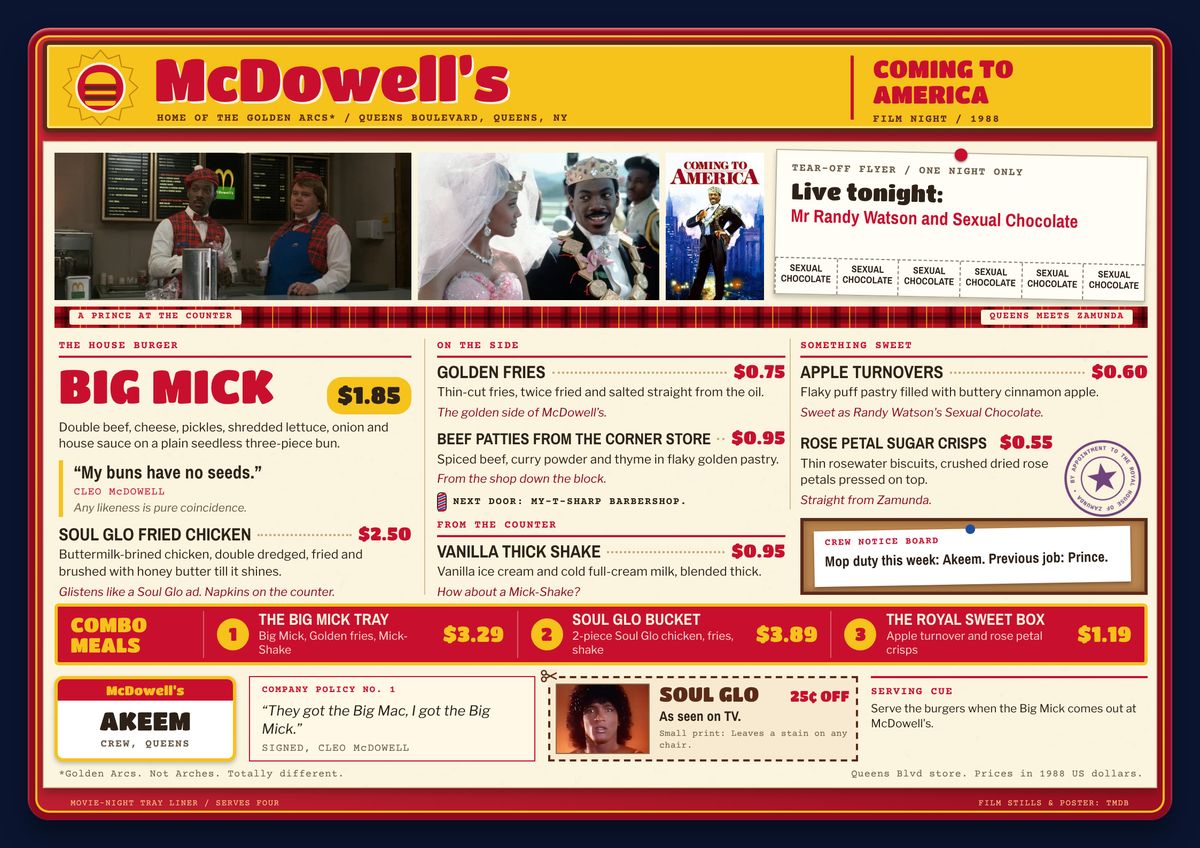 McDowell's
HOME OF THE GOLDEN ARCS* / QUEENS BOULEVARD, QUEENS, NY
COMING TO
AMERICA
FILM NIGHT / 1988
COMING TO
AMERICA
TEAR-OFF FLYER / ONE NIGHT ONLY
Live tonight:
Mr Randy Watson and Sexual Chocolate
SEXUAL
CHOCOLATE
SEXUAL
CHOCOLATE
SEXUAL
CHOCOLATE
SEXUAL
CHOCOLATE
SEXUAL
CHOCOLATE
SEXUAL
CHOCOLATE
A PRINCE AT THE COUNTER
QUEENS MEETS ZAMUNDA
THE HOUSE BURGER
BIG MICK
$1.85
Double beef, cheese, pickles, shredded lettuce, onion and
house sauce on a plain seedless three-piece bun.
“My buns have no seeds.”
CLEO McDOWELL
Any likeness is pure coincidence.
SOUL GLO FRIED CHICKEN $2.50
Buttermilk-brined chicken, double dredged, fried and
brushed with honey butter till it shines.
Glistens like a Soul Glo ad. Napkins on the counter.
ON THE SIDE
GOLDEN FRIES $0.75
Thin-cut fries, twice fried and salted straight from the oil.
The golden side of McDowell’s.
BEEF PATTIES FROM THE CORNER STORE $0.95
Spiced beef, curry powder and thyme in flaky golden pastry.
From the shop down the block.
NEXT DOOR: MY-T-SHARP BARBERSHOP.
FROM THE COUNTER
VANILLA THICK SHAKE $0.95
Vanilla ice cream and cold full-cream milk, blended thick.
How about a Mick-Shake?
SOMETHING SWEET
APPLE TURNOVERS $0.60
Flaky puff pastry filled with buttery cinnamon apple.
Sweet as Randy Watson’s Sexual Chocolate.
ROSE PETAL SUGAR CRISPS $0.55
Thin rosewater biscuits, crushed dried rose
petals pressed on top.
Straight from Zamunda.
BY APPOINTMENT TO THE ROYAL HOUSE OF ZAMUNDA
CREW NOTICE BOARD
Mop duty this week: Akeem. Previous job: Prince.
COMBO
MEALS
1
THE BIG MICK TRAY
Big Mick, Golden fries, Mick-
Shake
$3.29
2
SOUL GLO BUCKET
2-piece Soul Glo chicken, fries,
shake
$3.89
3
THE ROYAL SWEET BOX
Apple turnover and rose petal
crisps
$1.19
McDowell's
AKEEM
CREW, QUEENS
COMPANY POLICY NO. 1
“They got the Big Mac, I got the Big
Mick.”
SIGNED, CLEO McDOWELL
SOUL GLO
25¢ OFF
As seen on TV.
Small print: Leaves a stain on any
chair.
SERVING CUE
Serve the burgers when the Big Mick comes out at
McDowell’s.
*Golden Arcs. Not Arches. Totally different.
Queens Blvd store. Prices in 1988 US dollars.
MOVIE-NIGHT TRAY LINER / SERVES FOUR
FILM STILLS & POSTER: TMDB